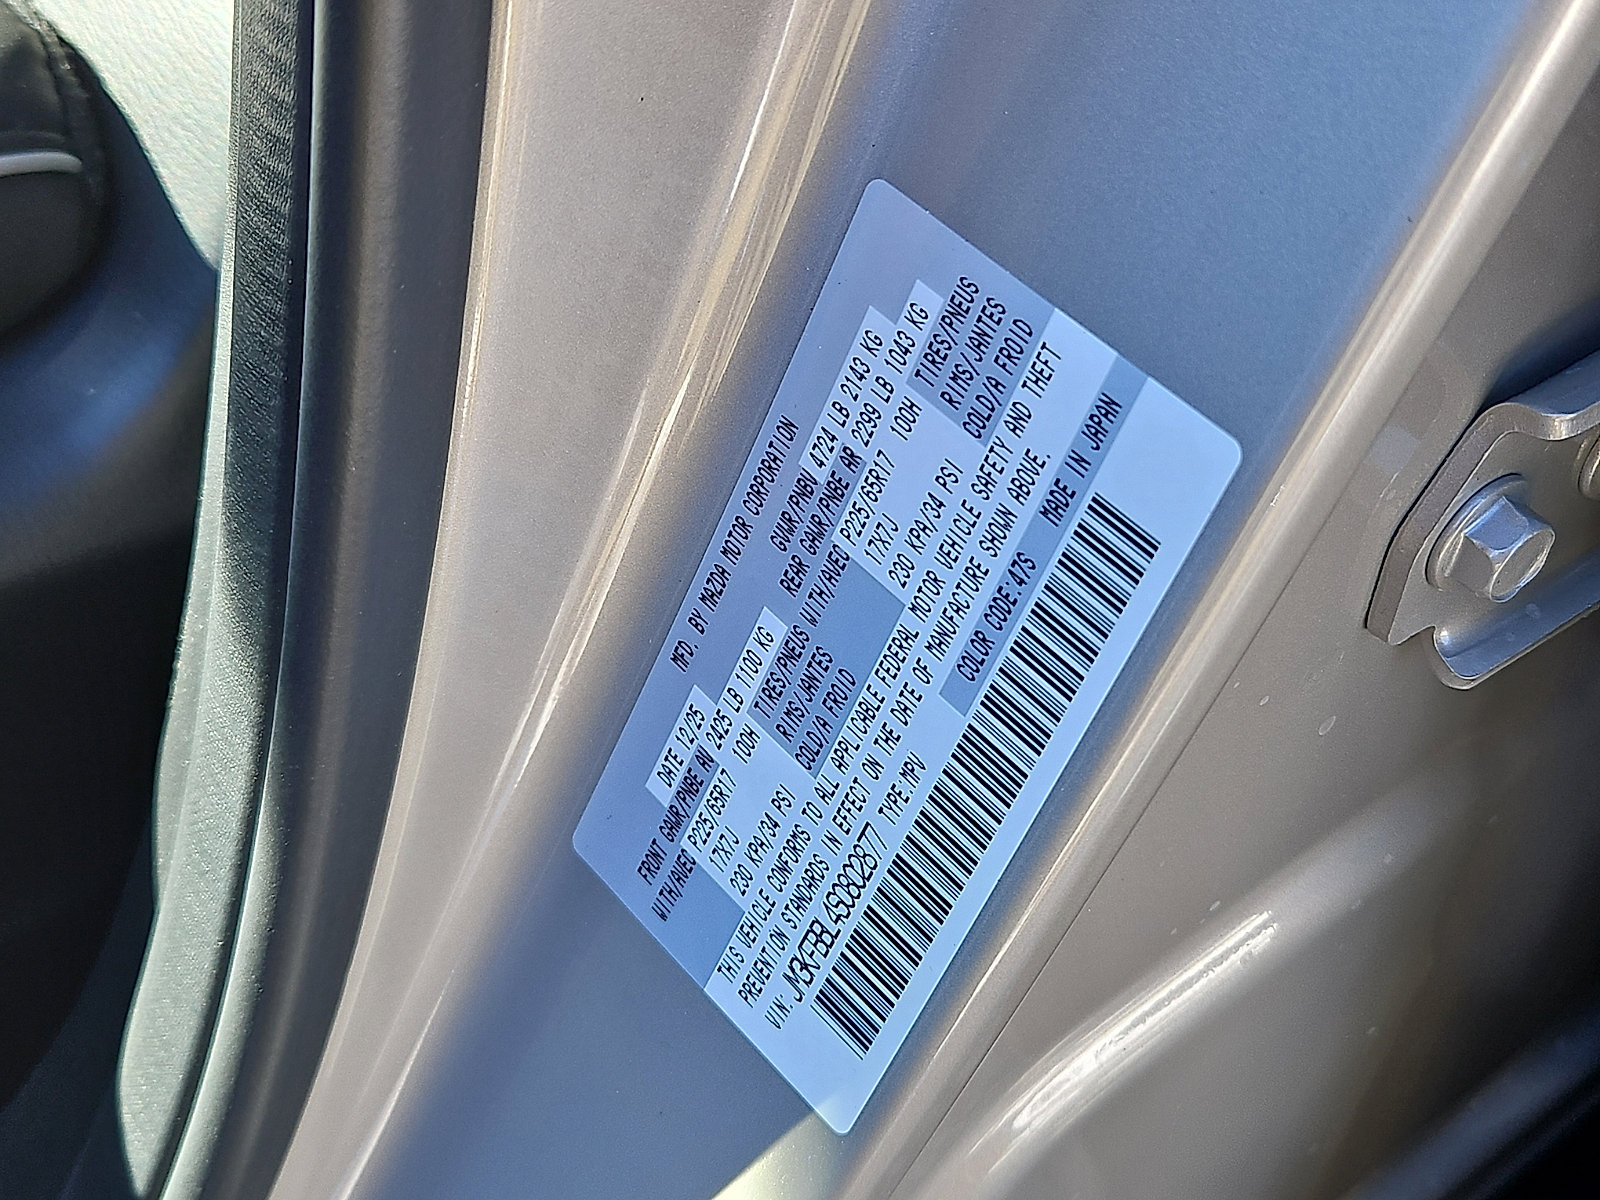 MFD. BY MAZDA MOTOR CORPORATION
DATE 12/25 GVWR/PNBV 4724 LB 2143 KG
FRONT GAWR/PNBE AV 2425 LB 1100 KG REAR GAWR/PNBE AR 2299 LB 1043 KG
WITH/AVEC P225/65R17 100H TIRES/PNEUS WITH/AVEC P225/65R17 100H TIRES/PNEUS
17X7J RIMS/JANTES 17X7J RIMS/JANTES
230 KPA/34 PSI COLD/A FROID 230 KPA/34 PSI COLD/A FROID
THIS VEHICLE CONFORMS TO ALL APPLICABLE FEDERAL MOTOR VEHICLE SAFETY AND THEFT
PREVENTION STANDARDS IN EFFECT ON THE DATE OF MANUFACTURE SHOWN ABOVE.
VIN: JM3KFBBL4S0802877 TYPE:MPV COLOR CODE:47S MADE IN JAPAN